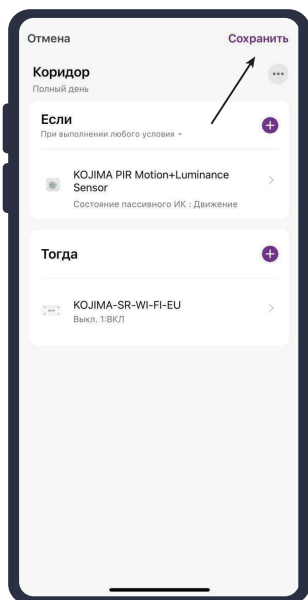 Отмена Сохранить
Коридор
Полный день
Если
При выполнении любого условия
KOJIMA PIR Motion+Luminance
Sensor
Состояние пассивного ИК : Движение
Тогда
KOJIMA-SR-WI-FI-EU
Выкл. 1:ВКЛ